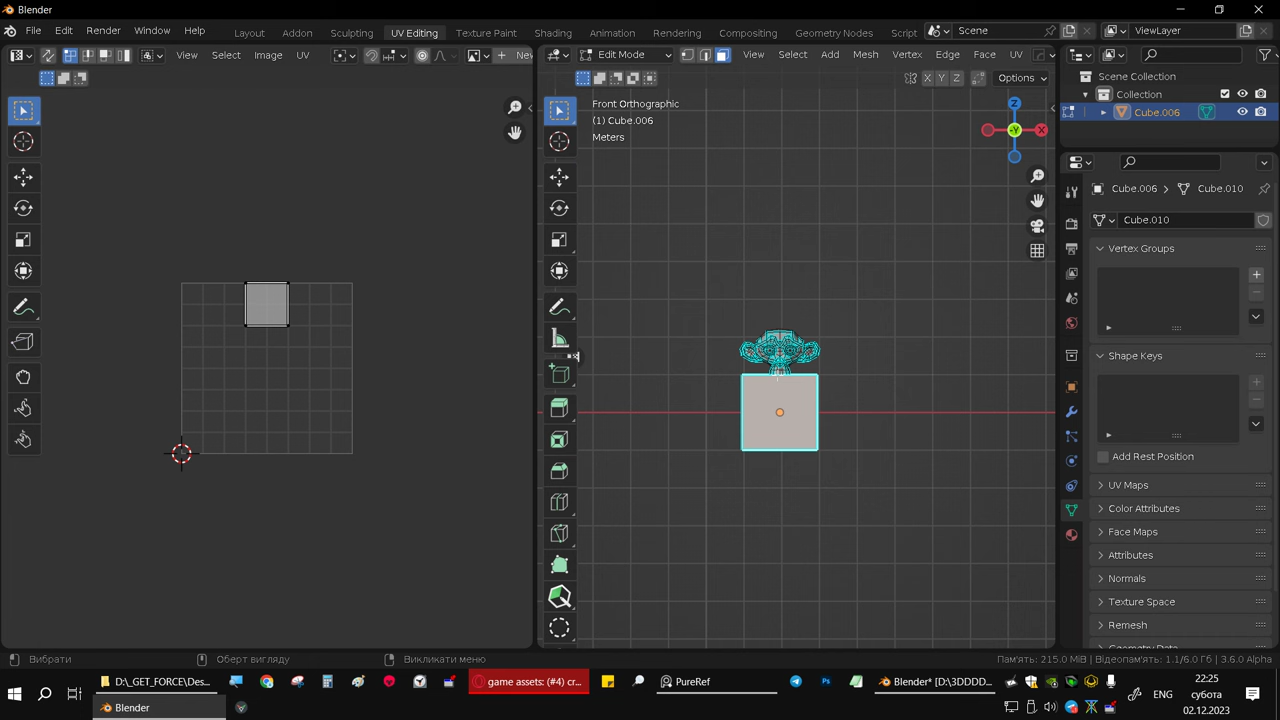 Blender
File Edit Render Window Help Layout Addon Sculpting UV Editing Texture Paint Shading Animation Rendering Compositing Geometry Nodes Scene ViewLayer
View Select Image UV Nev
Edit Mode View Select Add Mesh Vertex Edge Face UV
X Y Z Options
Front Orthographic
(1) Cube.006
Meters
Z
Y
X
Scene Collection
Collection
Cube.006
Cube.006 Cube.010
Cube.010
Vertex Groups
Shape Keys
Add Rest Position
UV Maps
Color Attributes
Face Maps
Attributes
Normals
Texture Space
Remesh
Geometry Data
Вибрати Оберт вигляду Викликати меню Пам'ять: 215.0 MiB | Відеопам'ять: 1.1/6.0 Гб | 3.6.0 Alpha
D:\_GET_FORCE\Des... game assets: (#4) cr... PureRef Ps Blender* [D:\3DDDD... ENG 22:25
субота
Blender 02.12.2023